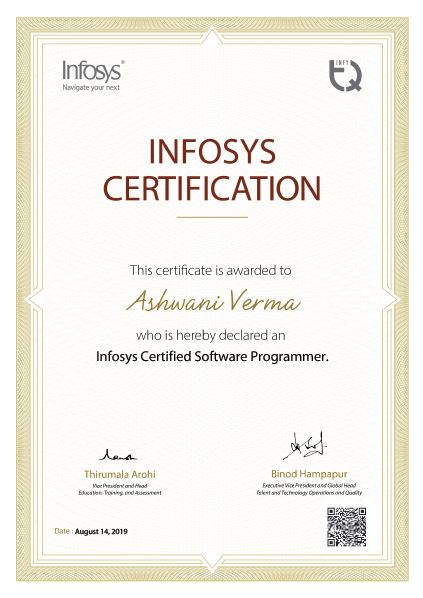 Infosys®
Navigate your next
INFY
TQ
INFOSYS
CERTIFICATION
This certificate is awarded to
Ashwani Verma
who is hereby declared an
Infosys Certified Software Programmer.
Thirumala Arohi
Vice President and Head
Education, Training, and Assessment
Binod Hampapur
Executive Vice President and Global Head
Talent and Technology Operations and Quality
Date : August 14, 2019